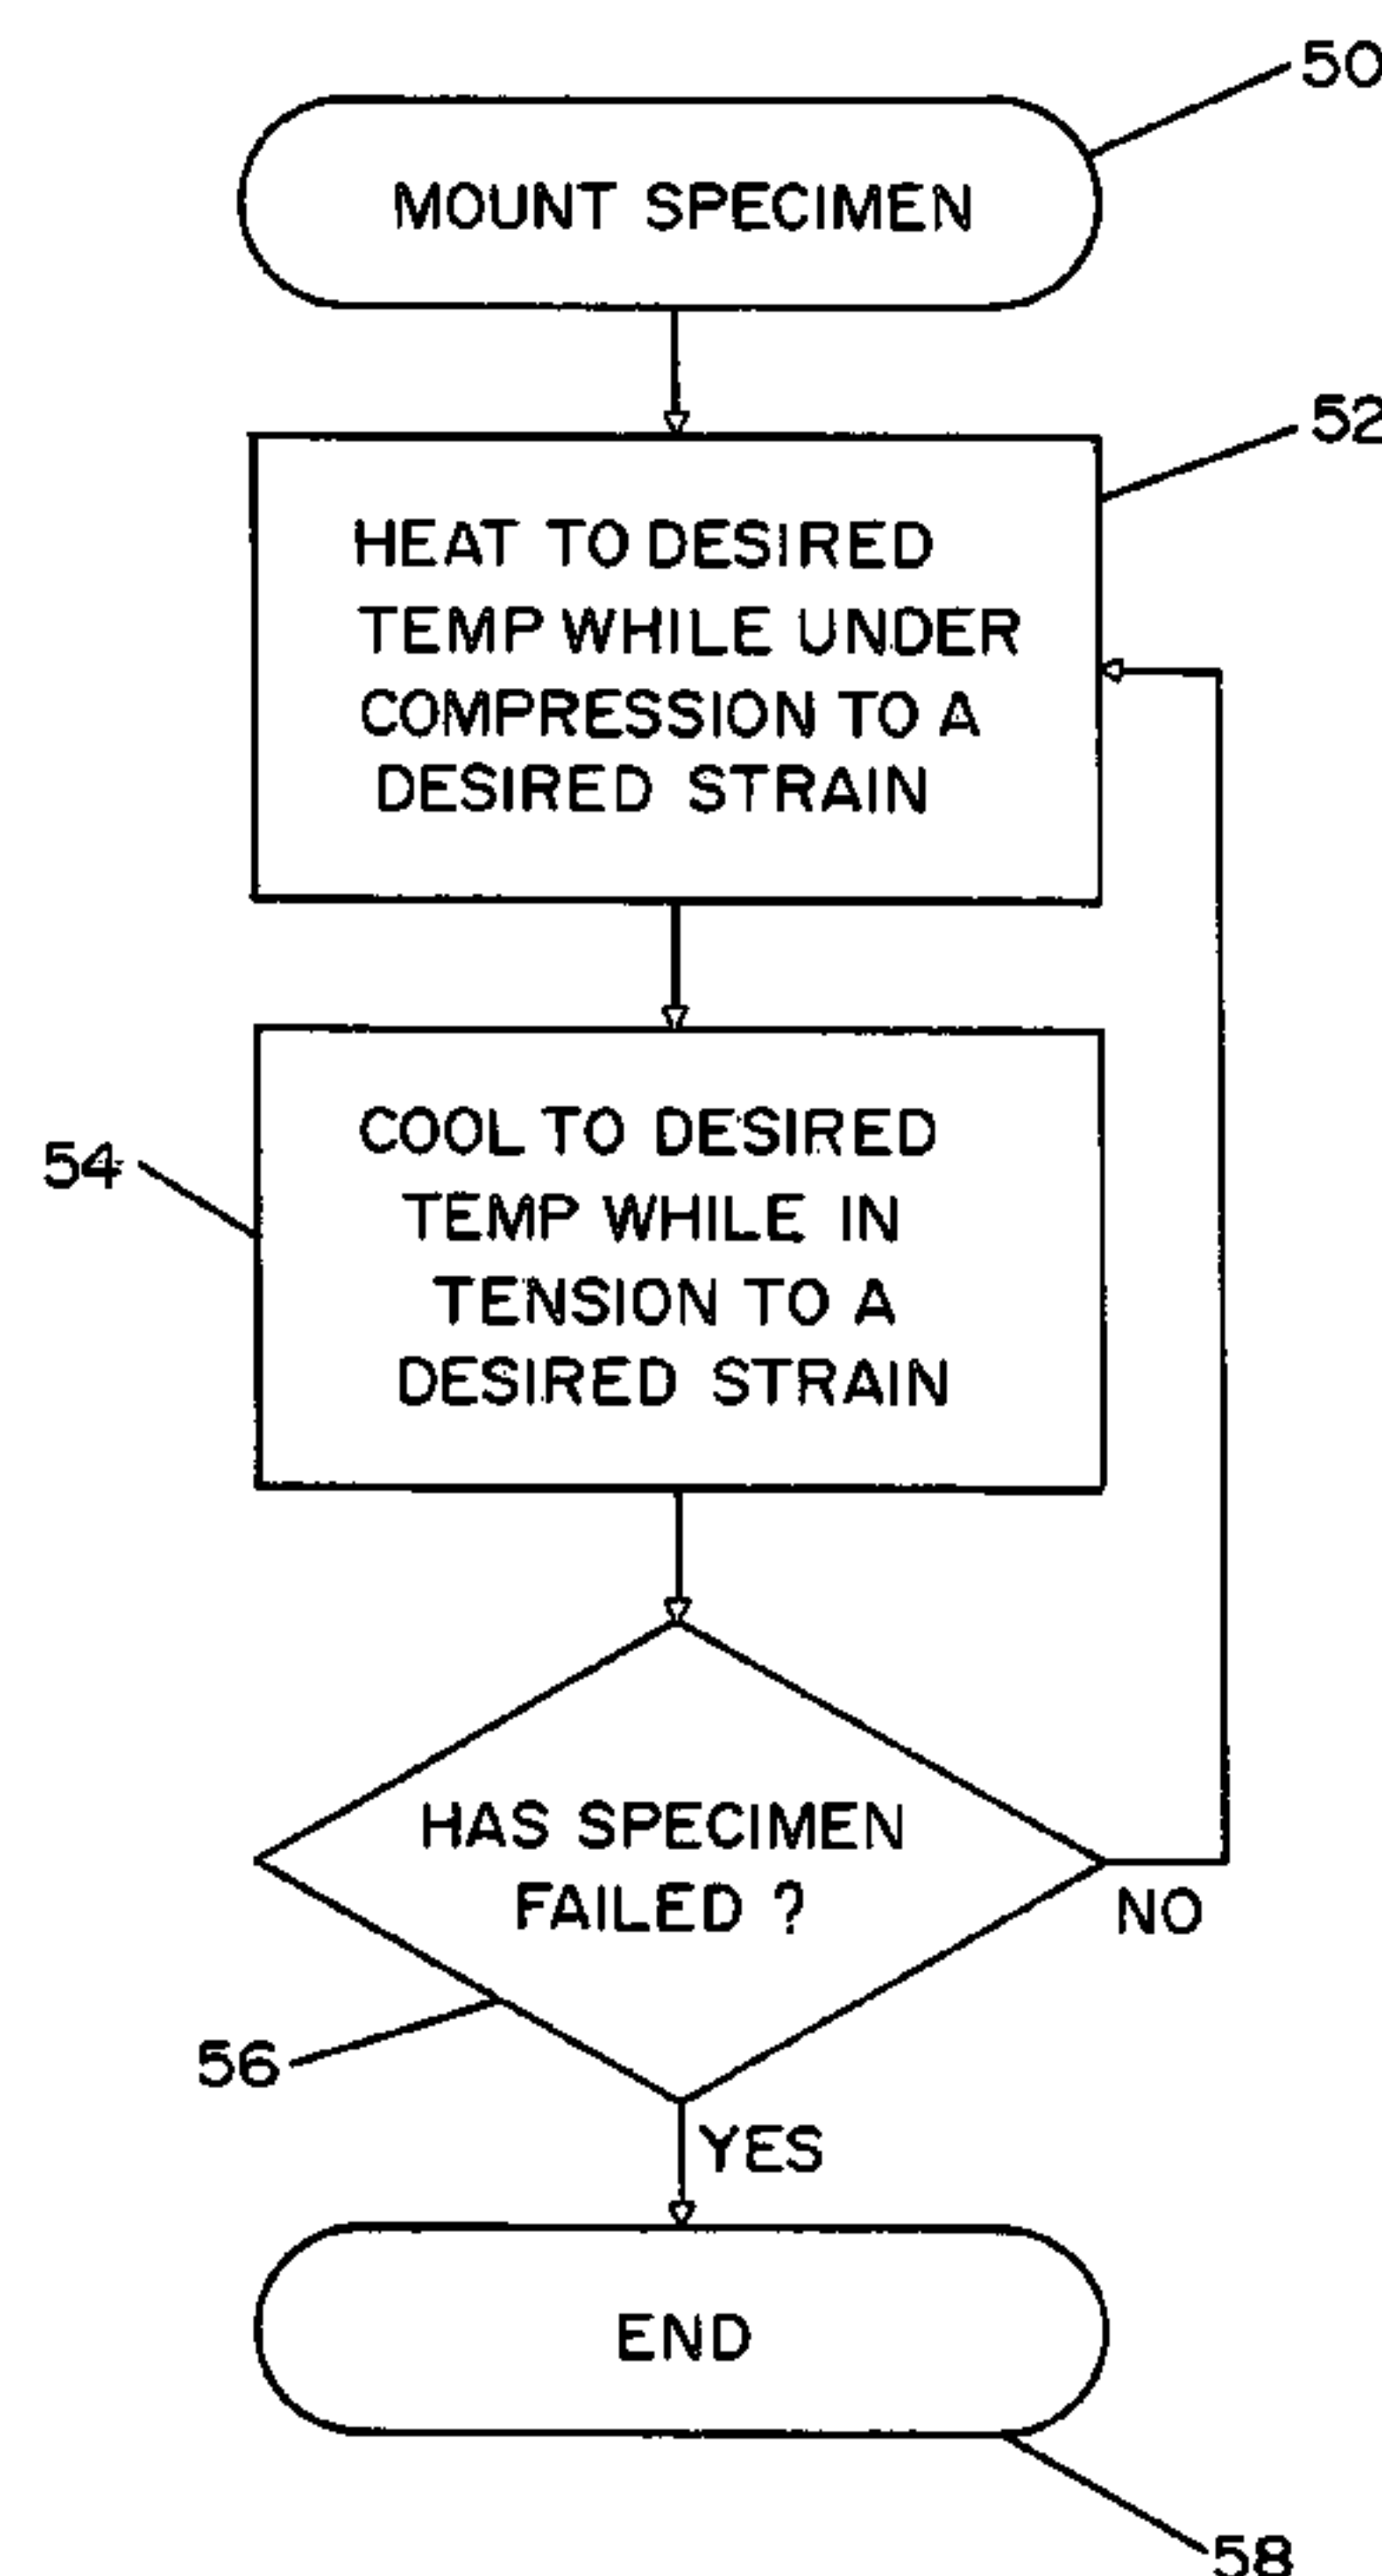 50
MOUNT SPECIMEN
52
HEAT TO DESIRED
TEMP WHILE UNDER
COMPRESSION TO A
DESIRED STRAIN
54
COOL TO DESIRED
TEMP WHILE IN
TENSION TO A
DESIRED STRAIN
HAS SPECIMEN
FAILED ?
NO
56
YES
END
58